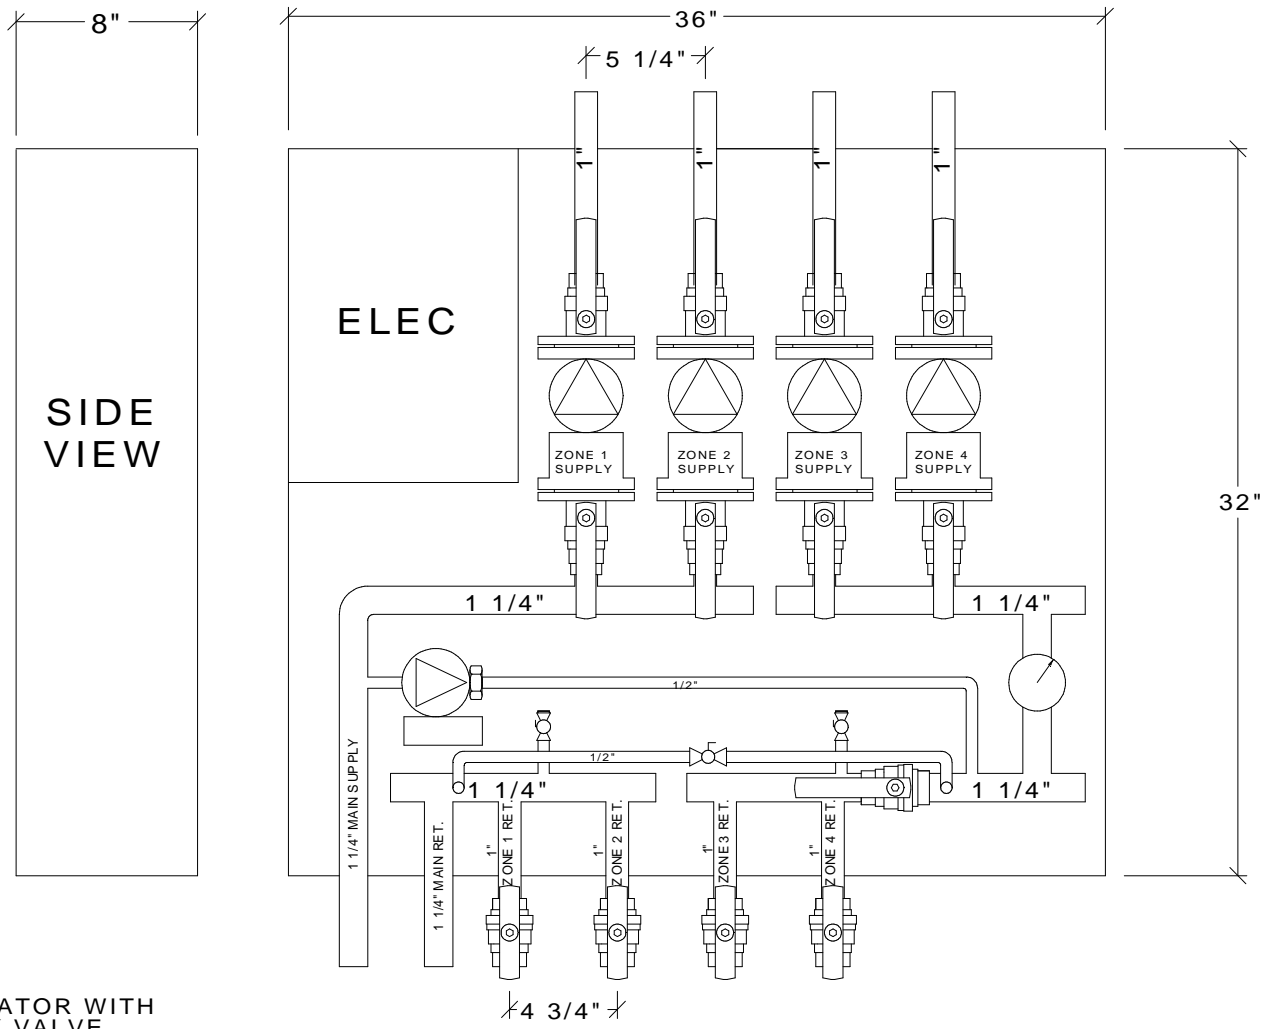 8"
36"
5 1/4"
1"
1"
1"
1"
ELEC
SIDE
VIEW
ZONE 1
SUPPLY
ZONE 2
SUPPLY
ZONE 3
SUPPLY
ZONE 4
SUPPLY
32"
1 1/4"
1 1/4"
1/2"
1/2"
1 1/4"
1 1/4"
1 1/4" MAIN SUPPLY
1 1/4" MAIN RET.
1"
ZONE 1 RET.
1"
ZONE 2 RET.
1"
ZONE 3 RET.
1"
ZONE 4 RET.
4 3/4"
ATOR WITH
VALVE